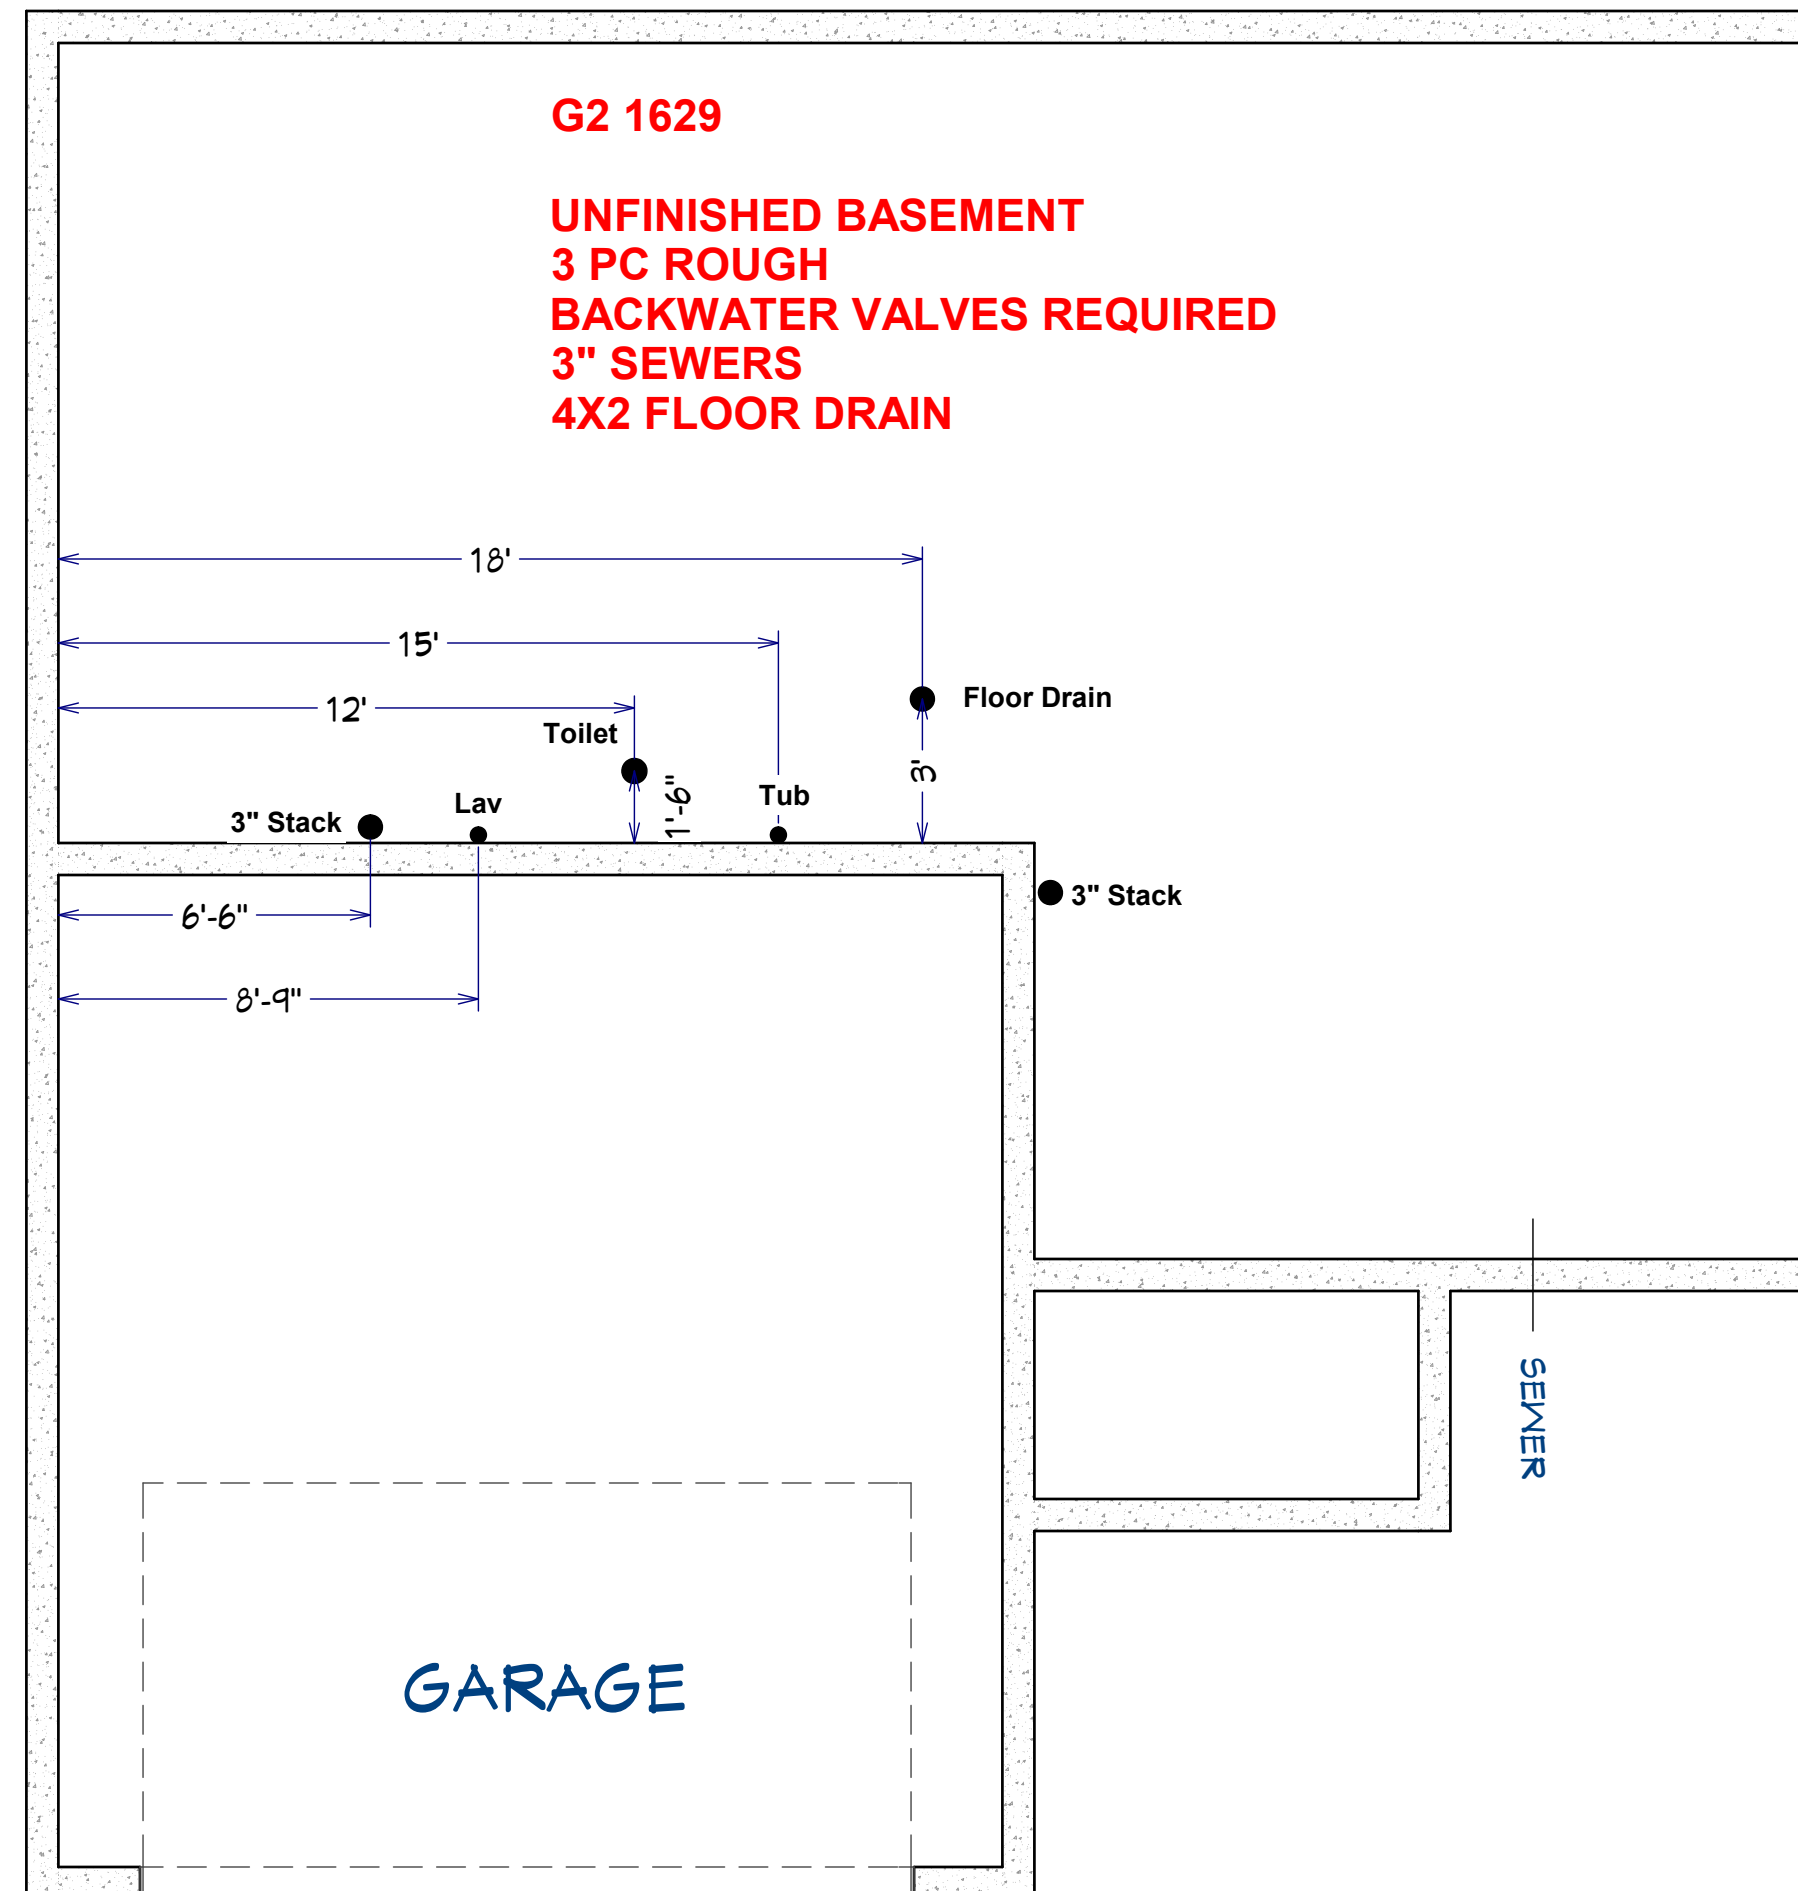 G2 1629
UNFINISHED BASEMENT
3 PC ROUGH
BACKWATER VALVES REQUIRED
3" SEWERS
4X2 FLOOR DRAIN
18'
15'
12'
Floor Drain
Toilet
3'
1'-6"
Tub
Lav
3" Stack
3" Stack
6'-6"
8'-9"
SEWER
GARAGE